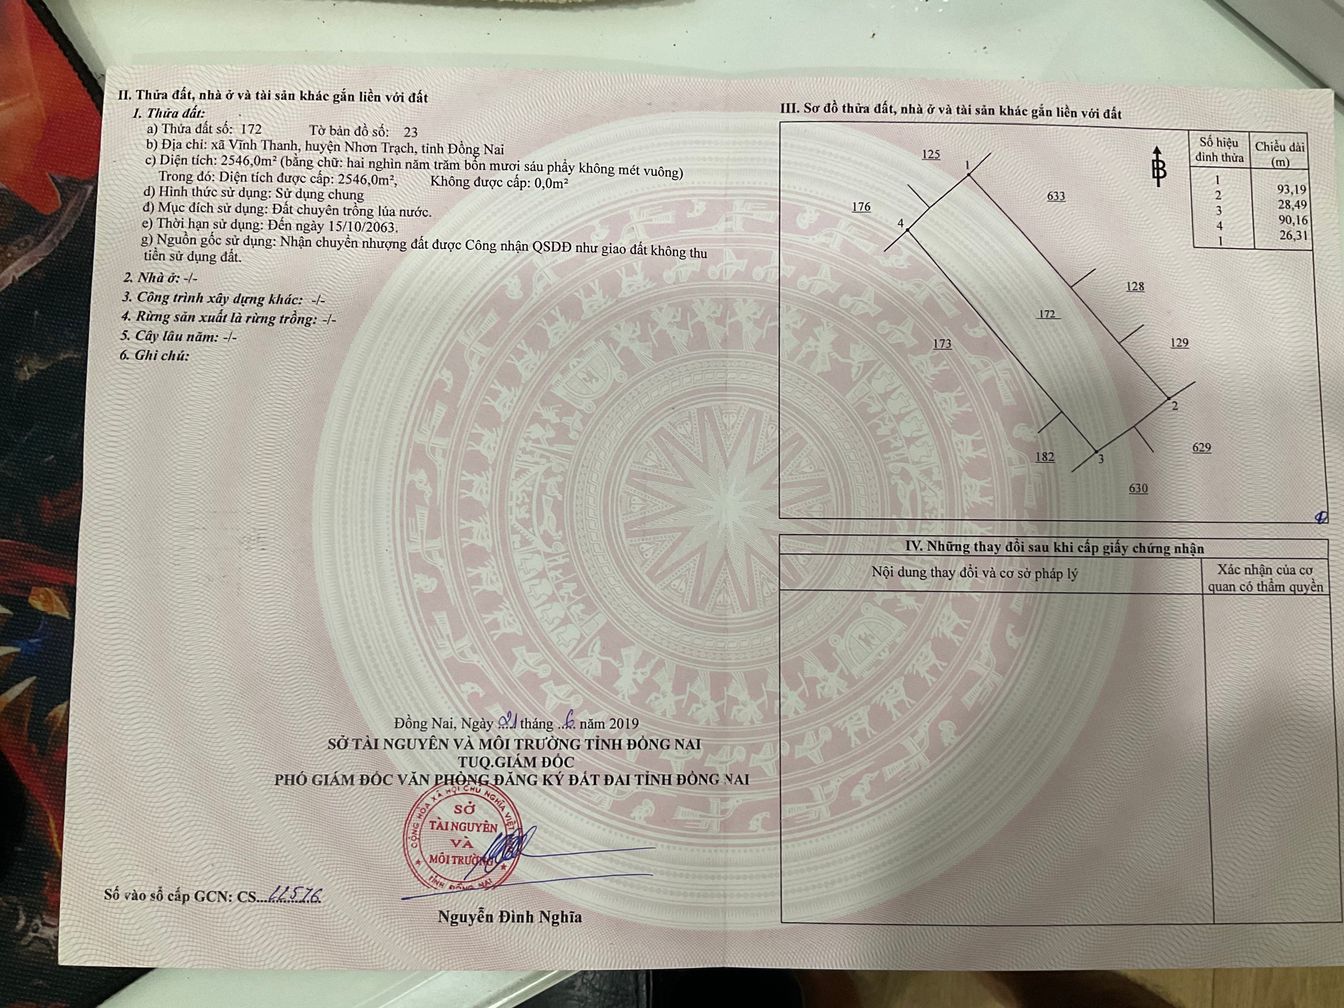 II. Thửa đất, nhà ở và tài sản khác gắn liền với đất
1. Thửa đất:
a) Thửa đất số: 172 Tờ bản đồ số: 23
b) Địa chỉ: xã Vĩnh Thanh, huyện Nhơn Trạch, tỉnh Đồng Nai
c) Diện tích: 2546,0m² (bằng chữ: hai nghìn năm trăm bốn mươi sáu phẩy không mét vuông)
Trong đó: Diện tích được cấp: 2546,0m², Không được cấp: 0,0m²
d) Hình thức sử dụng: Sử dụng chung
đ) Mục đích sử dụng: Đất chuyên trồng lúa nước.
e) Thời hạn sử dụng: Đến ngày 15/10/2063.
g) Nguồn gốc sử dụng: Nhận chuyển nhượng đất được Công nhận QSDĐ như giao đất không thu
tiền sử dụng đất.
2. Nhà ở: -/-
3. Công trình xây dựng khác: -/-
4. Rừng sản xuất là rừng trồng: -/-
5. Cây lâu năm: -/-
6. Ghi chú:
Đồng Nai, Ngày 21 tháng 6 năm 2019
SỞ TÀI NGUYÊN VÀ MÔI TRƯỜNG TỈNH ĐỒNG NAI
TUQ.GIÁM ĐỐC
PHÓ GIÁM ĐỐC VĂN PHÒNG ĐĂNG KÝ ĐẤT ĐAI TỈNH ĐỒNG NAI
CỘNG HÒA XÃ HỘI CHỦ NGHĨA VIỆT
SỞ
TÀI NGUYÊN
VÀ
MÔI TRƯỜNG
TỈNH ĐỒNG NAI
Số vào sổ cấp GCN: CS...11576
Nguyễn Đình Nghĩa
III. Sơ đồ thửa đất, nhà ở và tài sản khác gắn liền với đất
Số hiệu đỉnh thửa Chiều dài (m)
1
93,19
2
28,49
3
90,16
4
26,31
1
125
1
633
176
4
128
172
173
129
2
182
3
629
630
IV. Những thay đổi sau khi cấp giấy chứng nhận
Nội dung thay đổi và cơ sở pháp lý
Xác nhận của cơ
quan có thẩm quyền